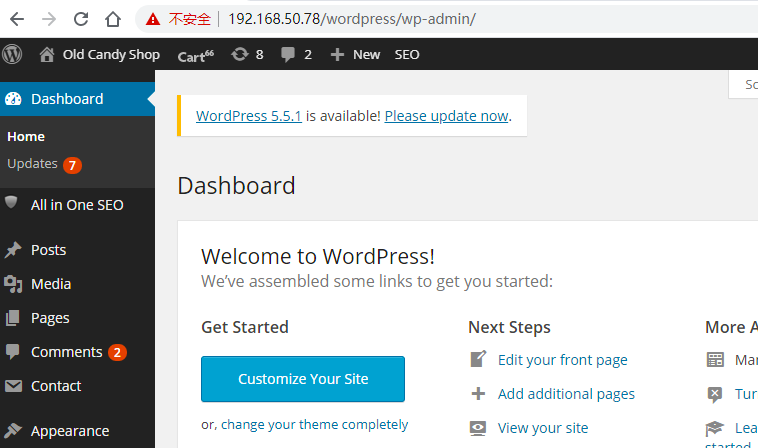 不安全 192.168.50.78/wordpress/wp-admin/
Old Candy Shop Cart66 8 2 New SEO
Dashboard
Home
Updates 7
All in One SEO
Posts
Media
Pages
Comments 2
Contact
Appearance
Sc
WordPress 5.5.1 is available! Please update now.
Dashboard
Welcome to WordPress!
We've assembled some links to get you started:
Get Started
Customize Your Site
or, change your theme completely
Next Steps
Edit your front page
Add additional pages
View your site
More A
Man
Tur
Lea
started